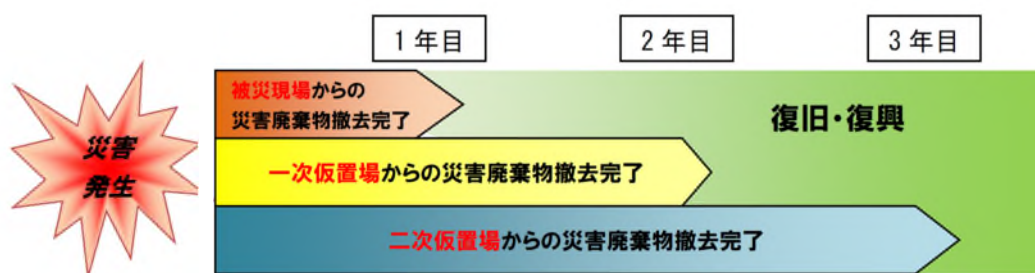 1年目
2年目
3年目
災害
発生
被災現場からの
災害廃棄物撤去完了
復旧・復興
一次仮置場からの災害廃棄物撤去完了
二次仮置場からの災害廃棄物撤去完了